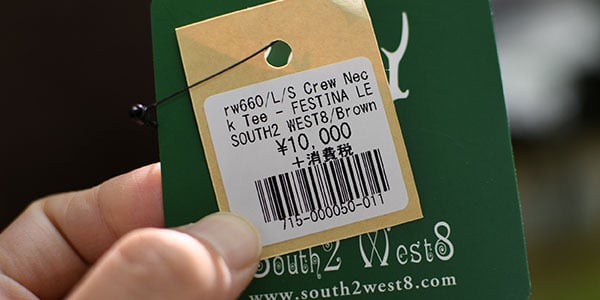 rw660/L/S Crew Nec
k Tee - FESTINA LE
SOUTH2 WEST8/Brown
¥10,000
+消費税
715-000050-011
South2 West8
www.south2west8.com